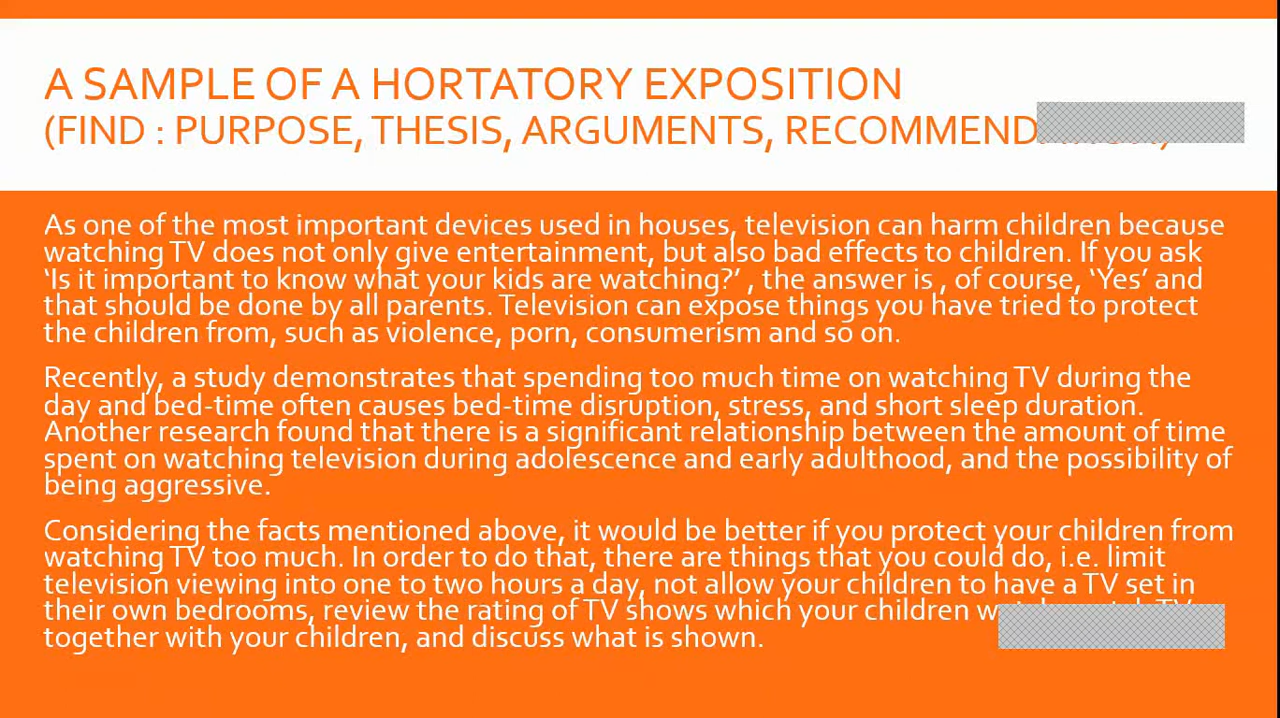 A SAMPLE OF A HORTATORY EXPOSITION
(FIND : PURPOSE, THESIS, ARGUMENTS,
As one of the most important devices used in houses, television can harm children because
watching TV does not only give entertainment, but also bad effects to children. If you ask
‘Is it important to know what your kids are watching?’ , the answer is , of course, ‘Yes’ and
that should be done by all parents. Television can expose things you have tried to protect
the children from, such as violence, porn, consumerism and so on.
Recently, a study demonstrates that spending too much time on watching TV during the
day and bed-time often causes bed-time disruption, stress, and short sleep duration.
Another research found that there is a significant relationship between the amount of time
spent on watching television during adolescence and early adulthood, and the possibility of
being aggressive.
Considering the facts mentioned above, it would be better if you protect your children from
watching TV too much. In order to do that, there are things that you could do, i.e. limit
television viewing into one to two hours a day, not allow your children to have a TV set in
their own bedrooms, review the rating of TV shows which your children
together with your children, and discuss what is shown.